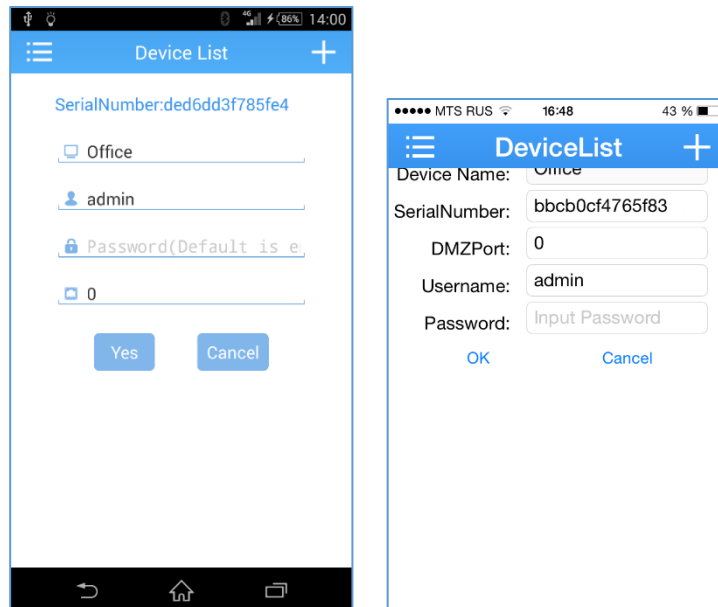 4G 86% 14:00
Device List
SerialNumber:ded6dd3f785fe4
Office
admin
Password(Default is e
0
Yes Cancel
MTS RUS 16:48 43 %
DeviceList
Device Name: Office
SerialNumber: bbcb0cf4765f83
DMZPort: 0
Username: admin
Password: Input Password
OK Cancel